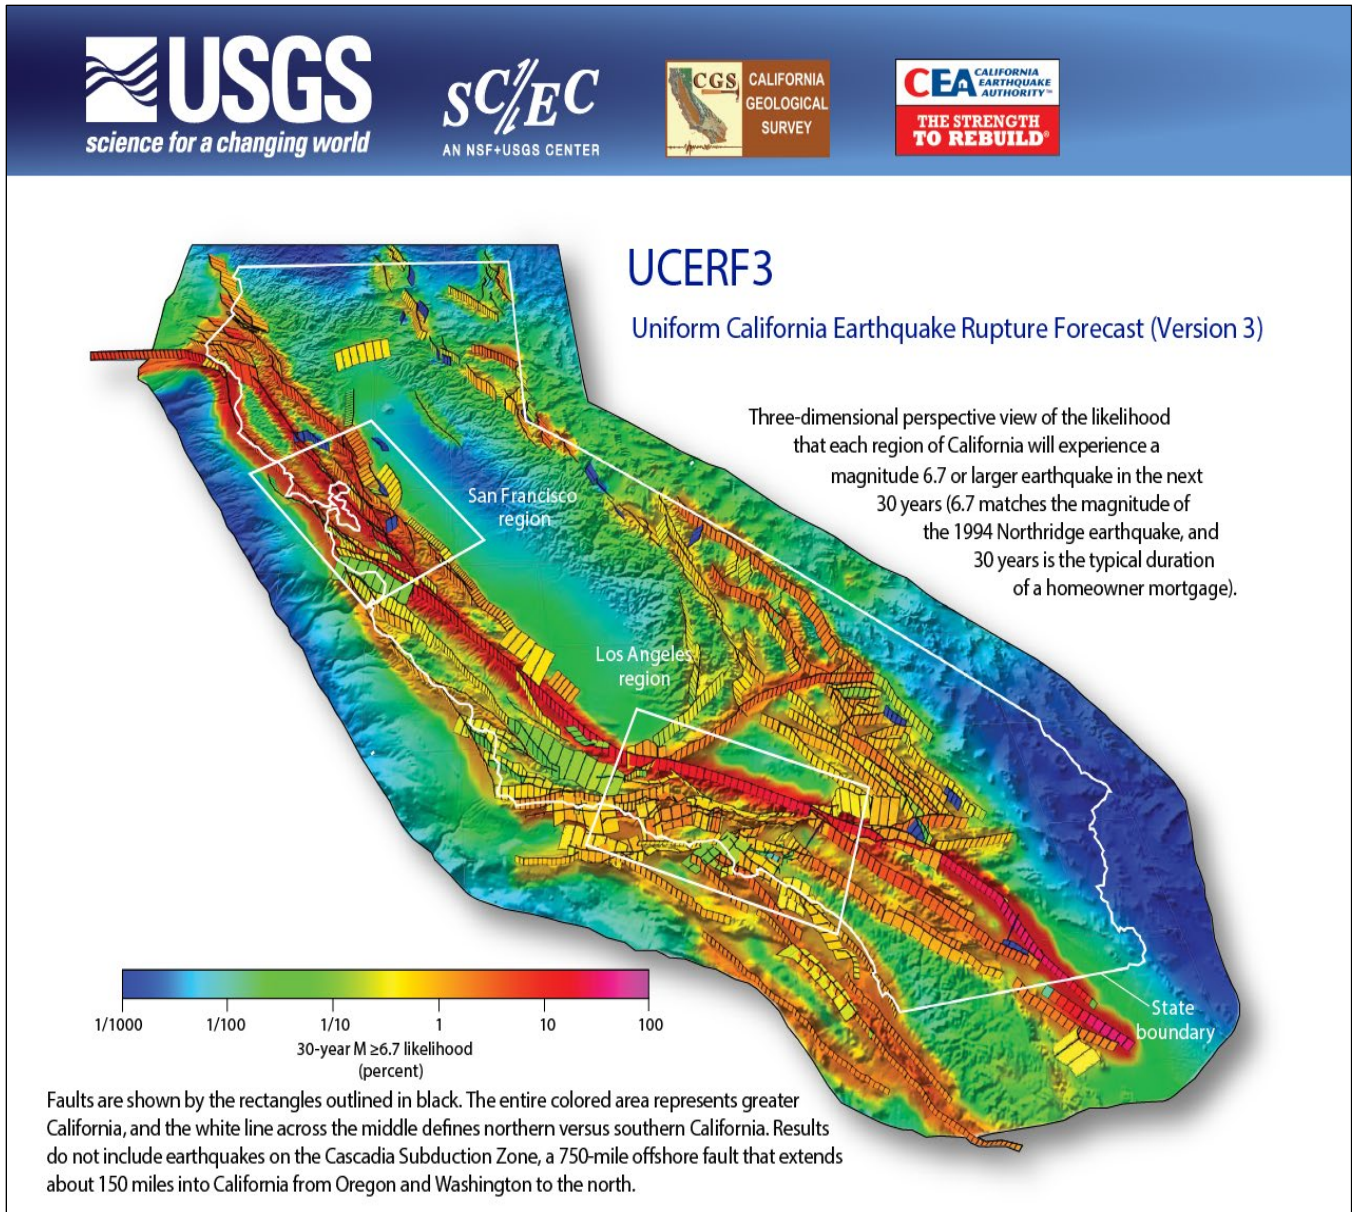 USGS
science for a changing world
SC/EC
AN NSF+USGS CENTER
CGS
CALIFORNIA
GEOLOGICAL
SURVEY
CEA CALIFORNIA
EARTHQUAKE
AUTHORITY™
THE STRENGTH
TO REBUILD®
UCERF3
Uniform California Earthquake Rupture Forecast (Version 3)
Three-dimensional perspective view of the likelihood
that each region of California will experience a
magnitude 6.7 or larger earthquake in the next
30 years (6.7 matches the magnitude of
the 1994 Northridge earthquake, and
30 years is the typical duration
of a homeowner mortgage).
San Francisco
region
Los Angeles
region
State
boundary
1/1000 1/100 1/10 1 10 100
30-year M ≥6.7 likelihood
(percent)
Faults are shown by the rectangles outlined in black. The entire colored area represents greater
California, and the white line across the middle defines northern versus southern California. Results
do not include earthquakes on the Cascadia Subduction Zone, a 750-mile offshore fault that extends
about 150 miles into California from Oregon and Washington to the north.